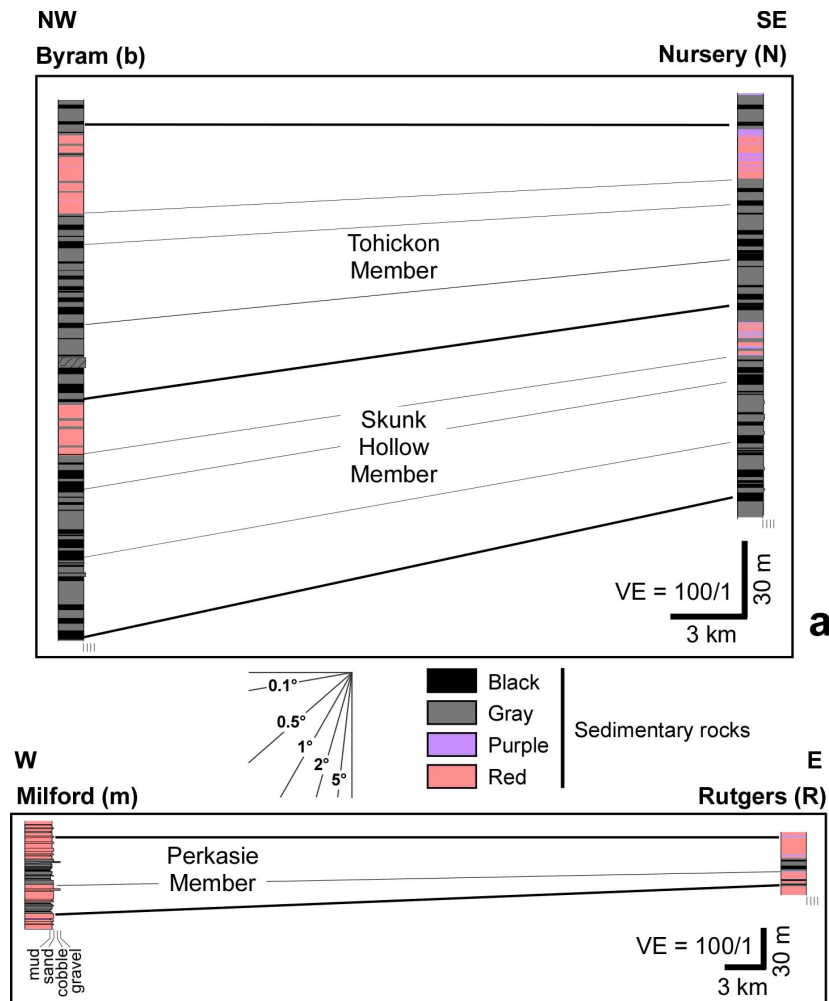 NW
SE
Byram (b)
Nursery (N)
Tohickon
Member
Skunk
Hollow
Member
VE = 100/1
30 m
3 km
a
0.1°
0.5°
1°
2°
5°
Black
Gray
Purple
Red
Sedimentary rocks
W
E
Milford (m)
Rutgers (R)
Perkasie
Member
mud
sand
cobble
gravel
VE = 100/1
30 m
3 km